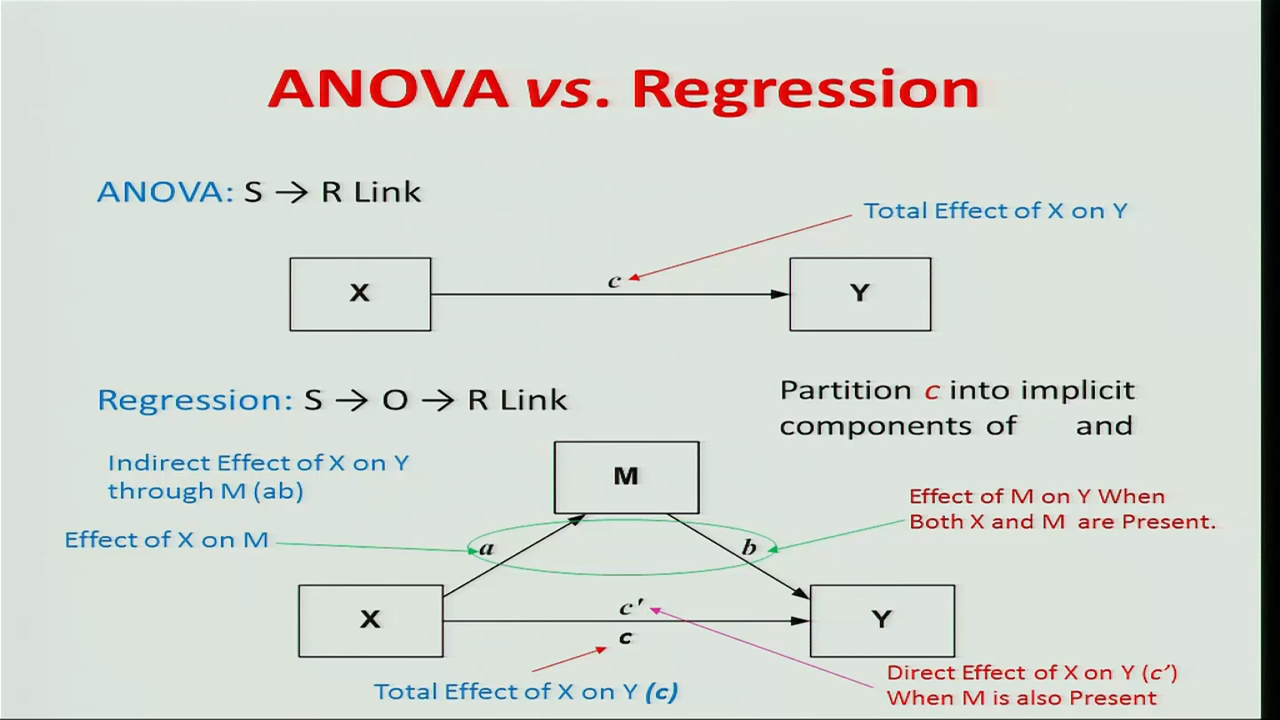 ANOVA vs. Regression
ANOVA: S → R Link
Total Effect of X on Y
c
X
Y
Regression: S → O → R Link
Partition c into implicit
components of and
M
Indirect Effect of X on Y
through M (ab)
Effect of M on Y When
Both X and M are Present.
Effect of X on M
a
b
X
c'
c
Y
Direct Effect of X on Y (c’)
When M is also Present
Total Effect of X on Y (c)